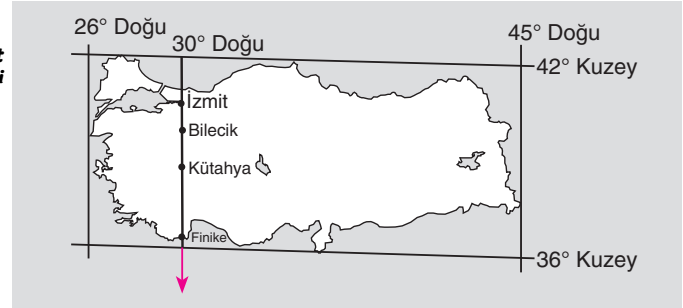 26° Doğu
30° Doğu
45° Doğu
42° Kuzey
İzmit
Bilecik
Kütahya
Finike
36° Kuzey